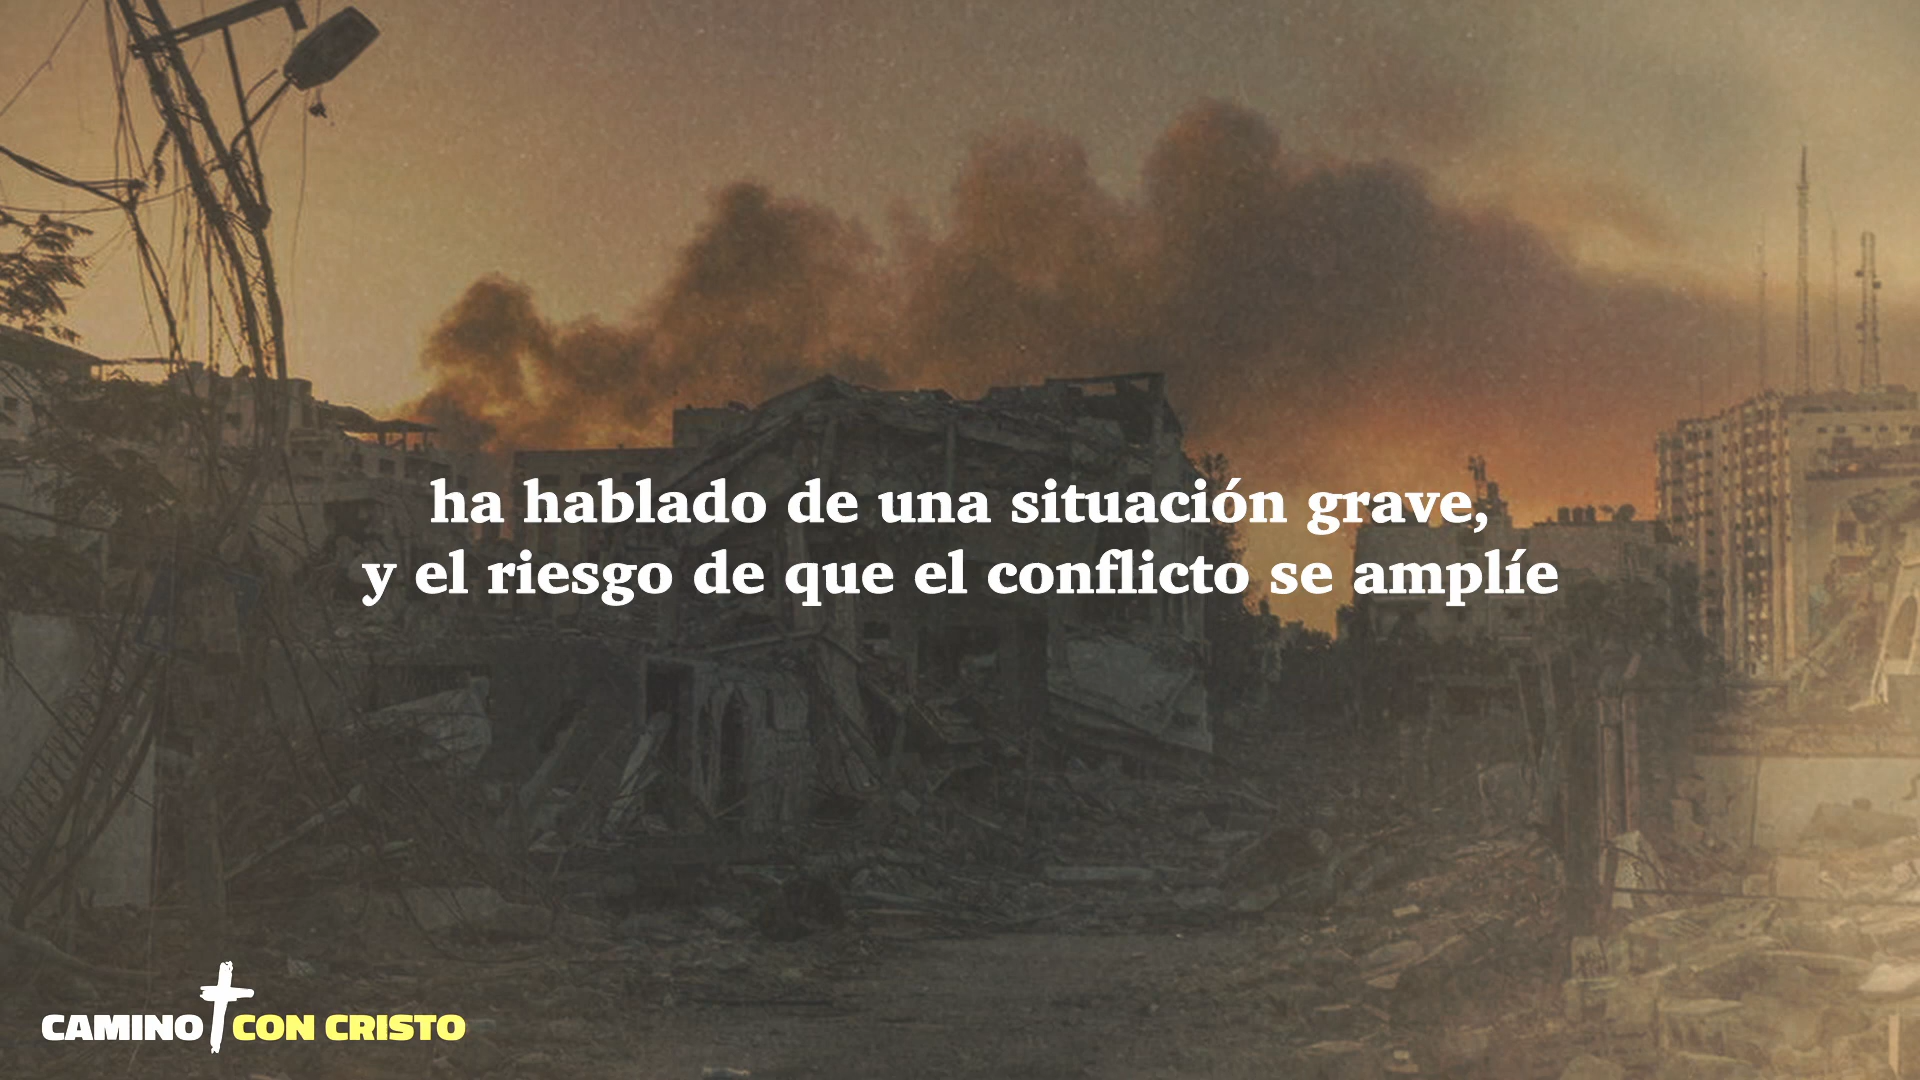 ha hablado de una situación grave,
y el riesgo de que el conflicto se amplíe
CAMINO CON CRISTO